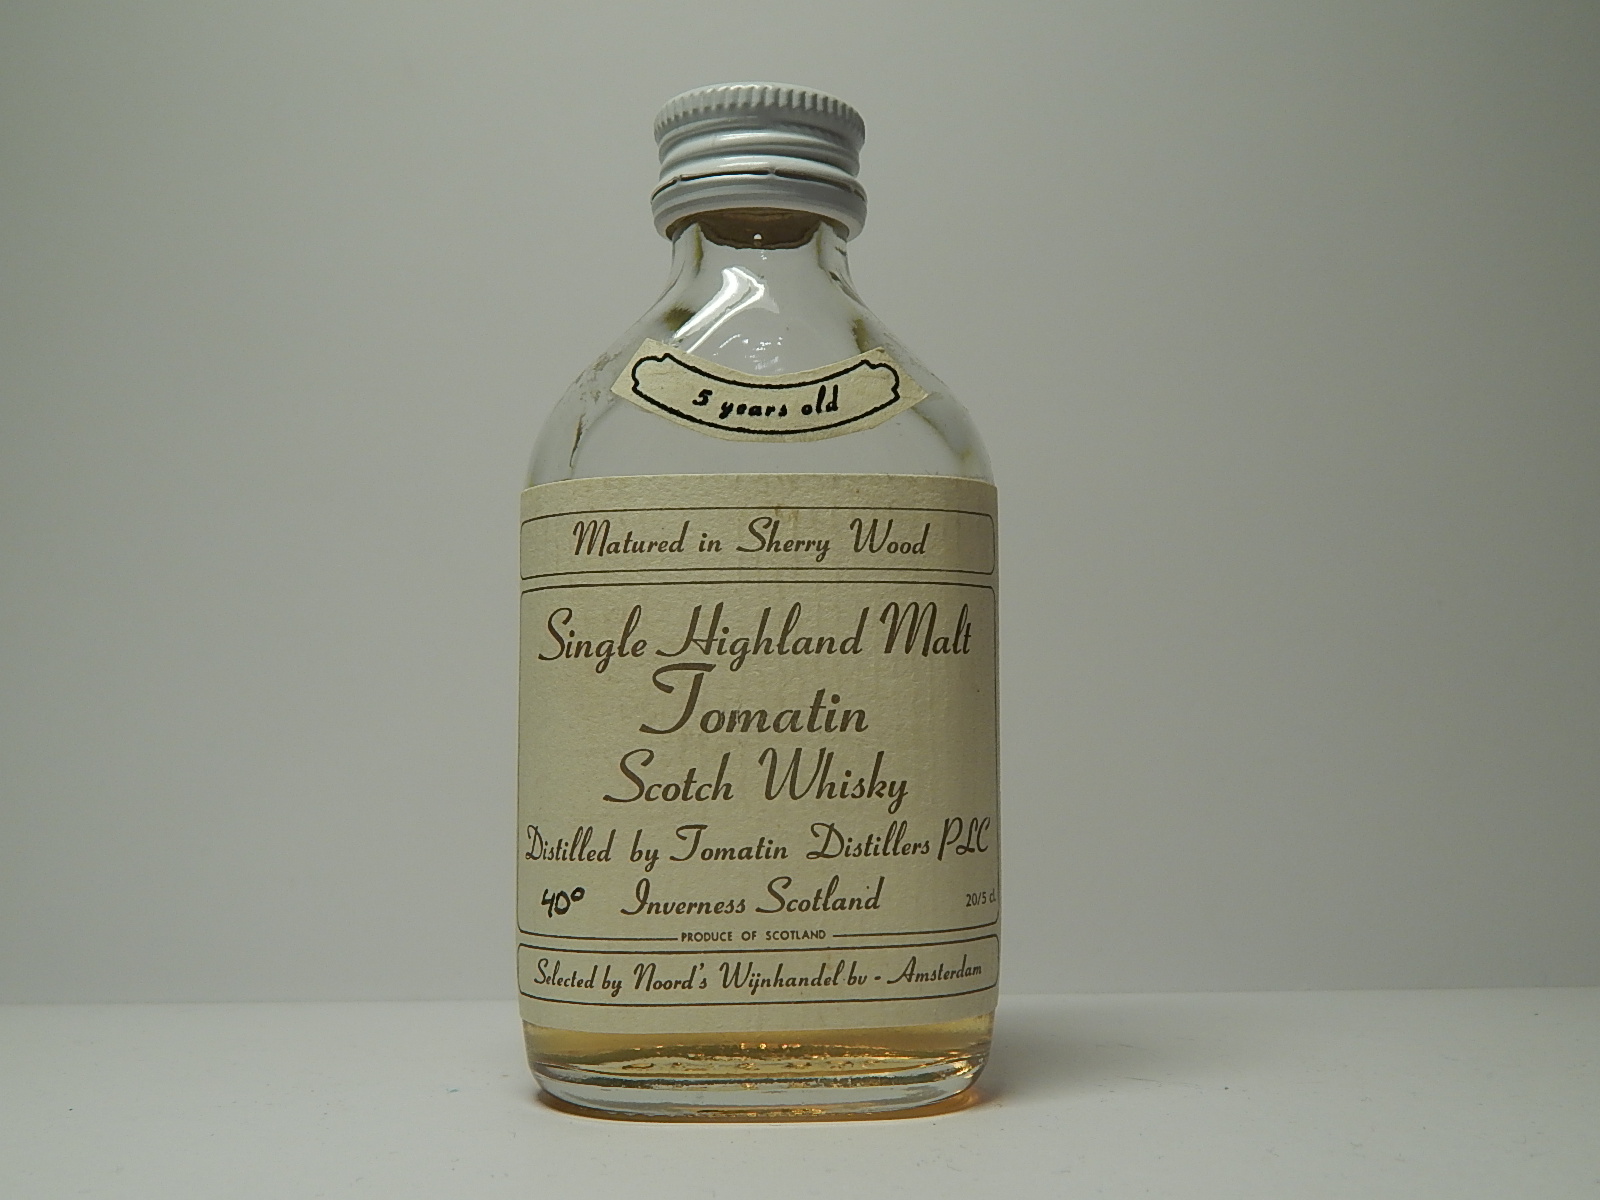 5 years old
Matured in Sherry Wood
Single Highland Malt
Tomatin
Scotch Whisky
Distilled by Tomatin Distillers PLC
40° Inverness Scotland 20/5 cl.
PRODUCE OF SCOTLAND
Selected by Noord's Wijnhandel bv - Amsterdam